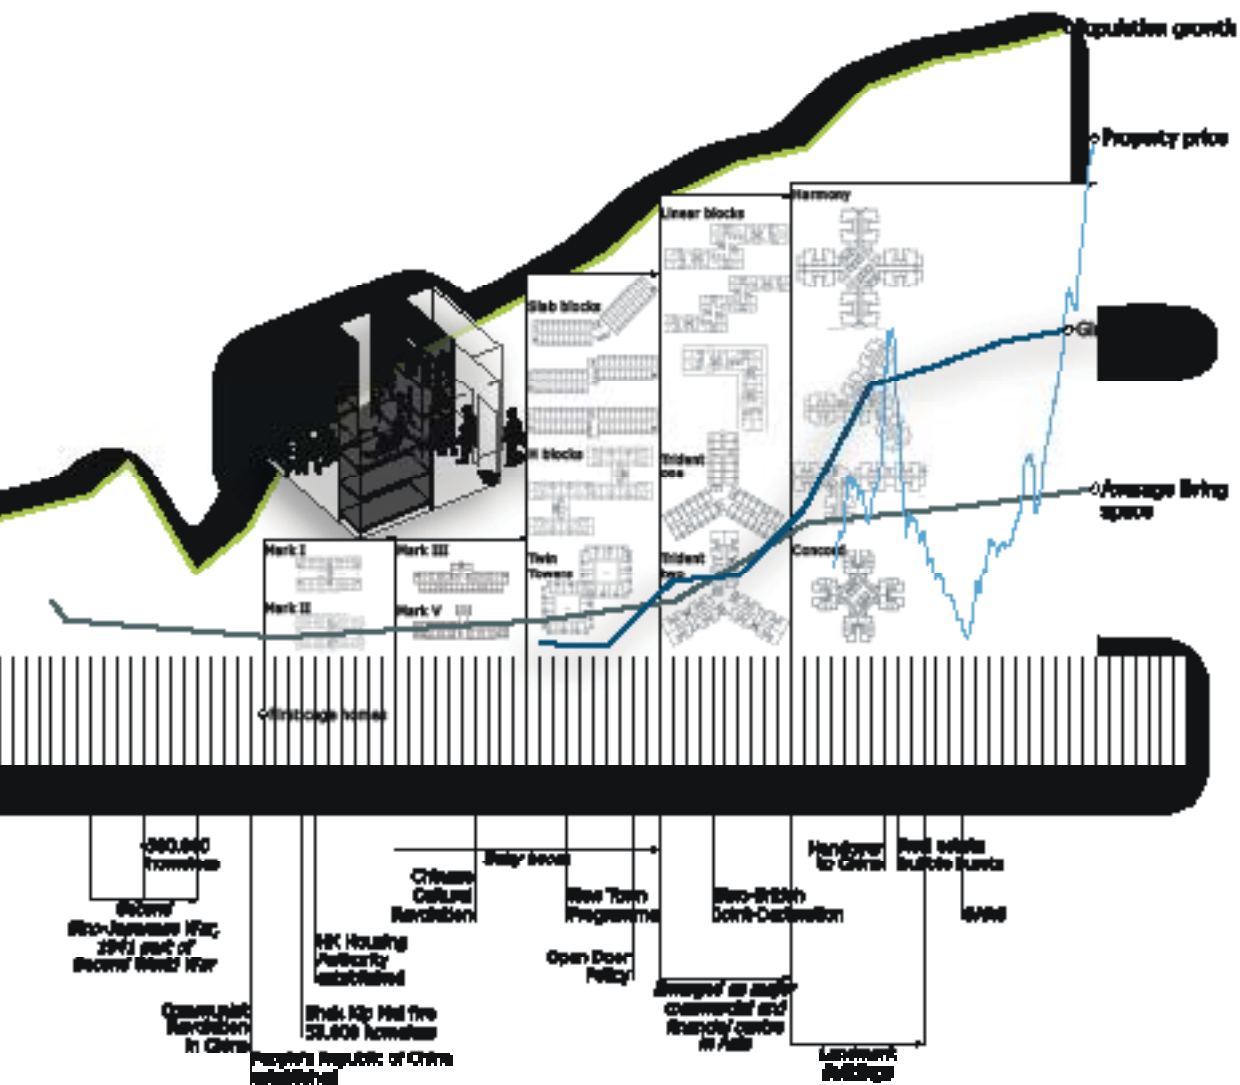 Population growth
Property price
Harmony
Linear blocks
Slab blocks
H blocks
Trident
one
Average living
space
Mark I
Mark III
Twin
Towers
Trident
two
Concord
Mark II
Mark V
First cage homes
homeless
Baby boom
Handover
to China
Real estate
bubble bursts
Chinese
Cultural
Revolution
New Town
Programme
Sino-British
Joint-Declaration
SARS
Second
Sino-Japanese War,
1941 part of
Second World War
HK Housing
Authority
established
Open Door
Policy
Emerged as major
commercial and
financial centre
in Asia
Communist
Revolution
in China
Shek Kip Mei fire
homeless
People's Republic of China
established
Landmark
Buildings